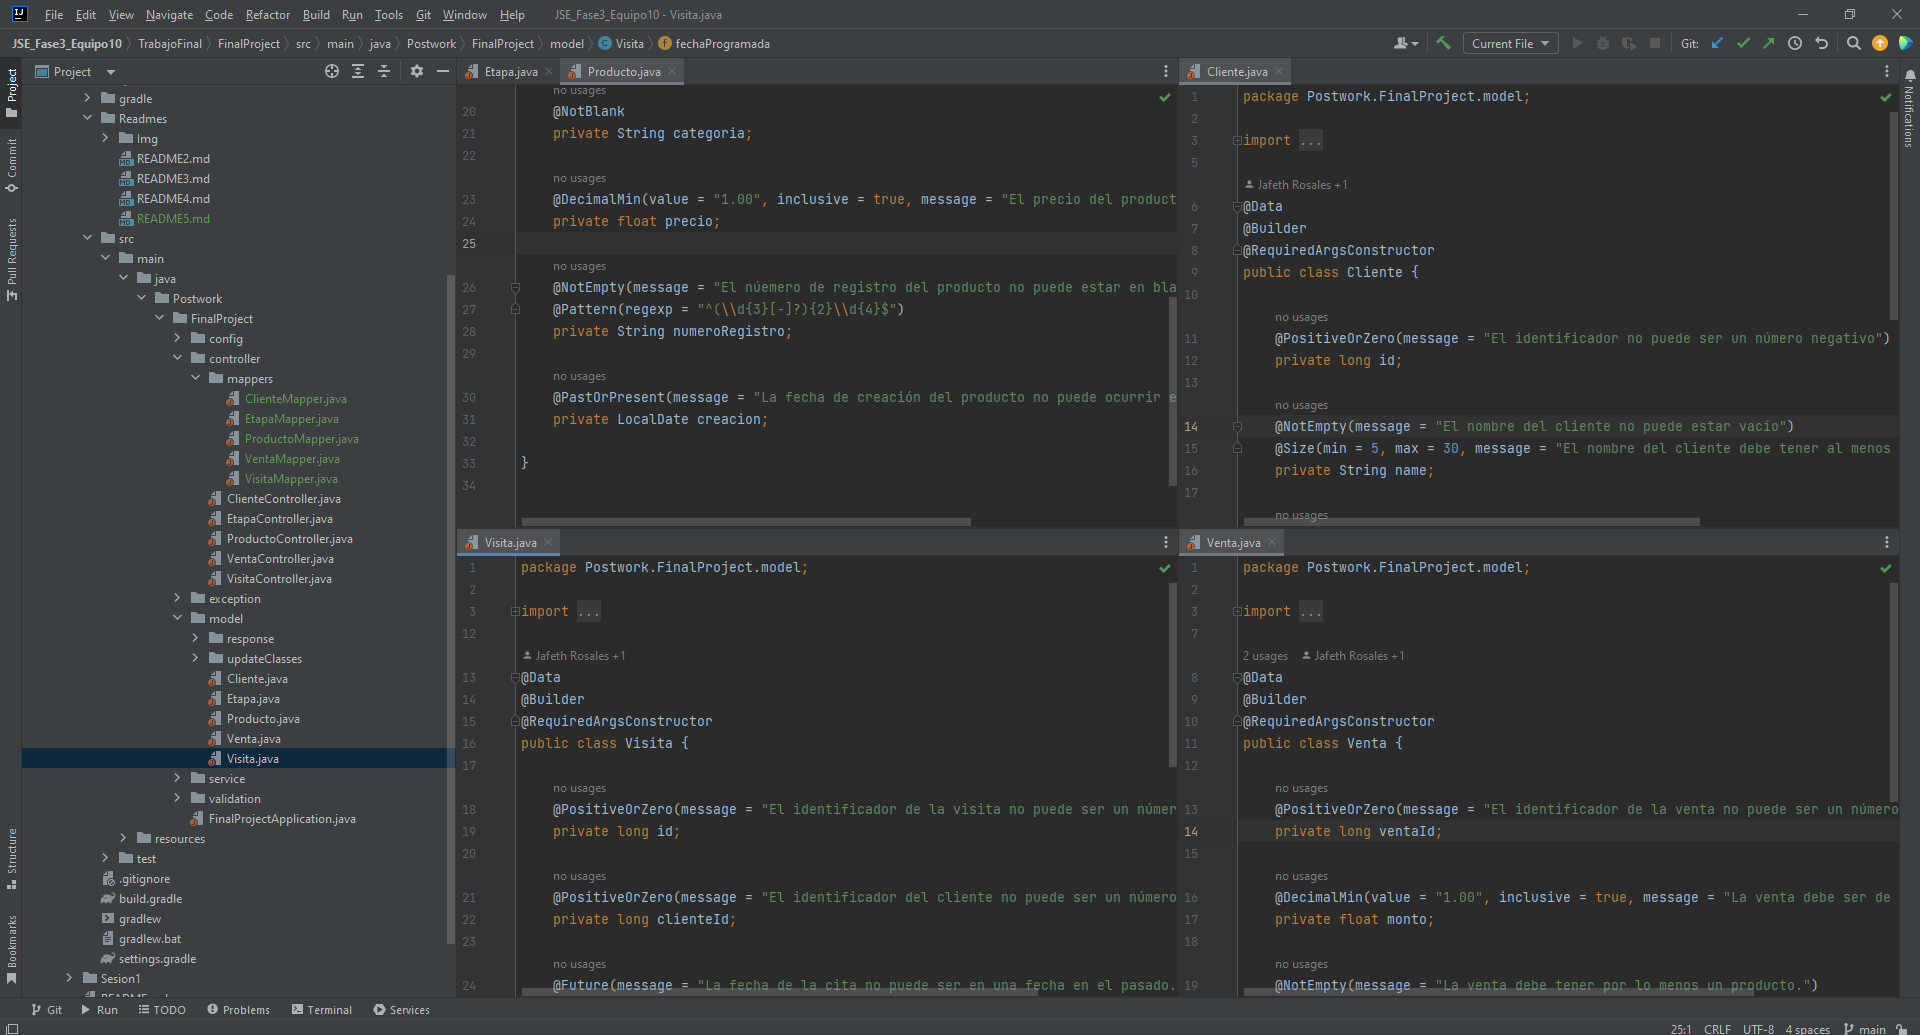 File Edit View Navigate Code Refactor Build Run Tools Git Window Help JSE_Fase3_Equipo10 - Visita.java
JSE_Fase3_Equipo10 TrabajoFinal FinalProject src main java Postwork FinalProject model Visita fechaProgramada
Current File Git:
Project
gradle
Readmes
Img
README2.md
README3.md
README4.md
README5.md
src
main
java
Postwork
FinalProject
config
controller
mappers
ClienteMapper.java
EtapaMapper.java
ProductoMapper.java
VentaMapper.java
VisitaMapper.java
ClienteController.java
EtapaController.java
ProductoController.java
VentaController.java
VisitaController.java
exception
model
response
updateClasses
Cliente.java
Etapa.java
Producto.java
Venta.java
Visita.java
service
validation
FinalProjectApplication.java
resources
test
.gitignore
build.gradle
gradlew
gradlew.bat
settings.gradle
Sesion1
Project
Commit
Pull Requests
Structure
Bookmarks
Notifications
Etapa.java Producto.java
no usages
20 @NotBlank
21 private String categoria;
22
no usages
23 @DecimalMin(value = "1.00", inclusive = true, message = "El precio del product
24 private float precio;
25
no usages
26 @NotEmpty(message = "El núemero de registro del producto no puede estar en bla
27 @Pattern(regexp = "^(\\d{3}[-]?){2}\\d{4}$")
28 private String numeroRegistro;
29
no usages
30 @PastOrPresent(message = "La fecha de creación del producto no puede ocurrir e
31 private LocalDate creacion;
32
33 }
34
Cliente.java
1 package Postwork.FinalProject.model;
2
3 import ...
5
Jafeth Rosales +1
6 @Data
7 @Builder
8 @RequiredArgsConstructor
9 public class Cliente {
10
no usages
11 @PositiveOrZero(message = "El identificador no puede ser un número negativo")
12 private long id;
13
no usages
14 @NotEmpty(message = "El nombre del cliente no puede estar vacio")
15 @Size(min = 5, max = 30, message = "El nombre del cliente debe tener al menos
16 private String name;
17
no usages
Visita.java
1 package Postwork.FinalProject.model;
2
3 import ...
12
Jafeth Rosales +1
13 @Data
14 @Builder
15 @RequiredArgsConstructor
16 public class Visita {
17
no usages
18 @PositiveOrZero(message = "El identificador de la visita no puede ser un númer
19 private long id;
20
no usages
21 @PositiveOrZero(message = "El identificador del cliente no puede ser un número
22 private long clienteId;
23
no usages
24 @Future(message = "La fecha de la cita no puede ser en una fecha en el pasado.
Venta.java
1 package Postwork.FinalProject.model;
2
3 import ...
7
2 usages Jafeth Rosales +1
8 @Data
9 @Builder
10 @RequiredArgsConstructor
11 public class Venta {
12
no usages
13 @PositiveOrZero(message = "El identificador de la venta no puede ser un número
14 private long ventaId;
15
no usages
16 @DecimalMin(value = "1.00", inclusive = true, message = "La venta debe ser de
17 private float monto;
18
no usages
19 @NotEmpty(message = "La venta debe tener por lo menos un producto.")
Git Run TODO Problems Terminal Services
25:1 CRLF UTF-8 4 spaces main